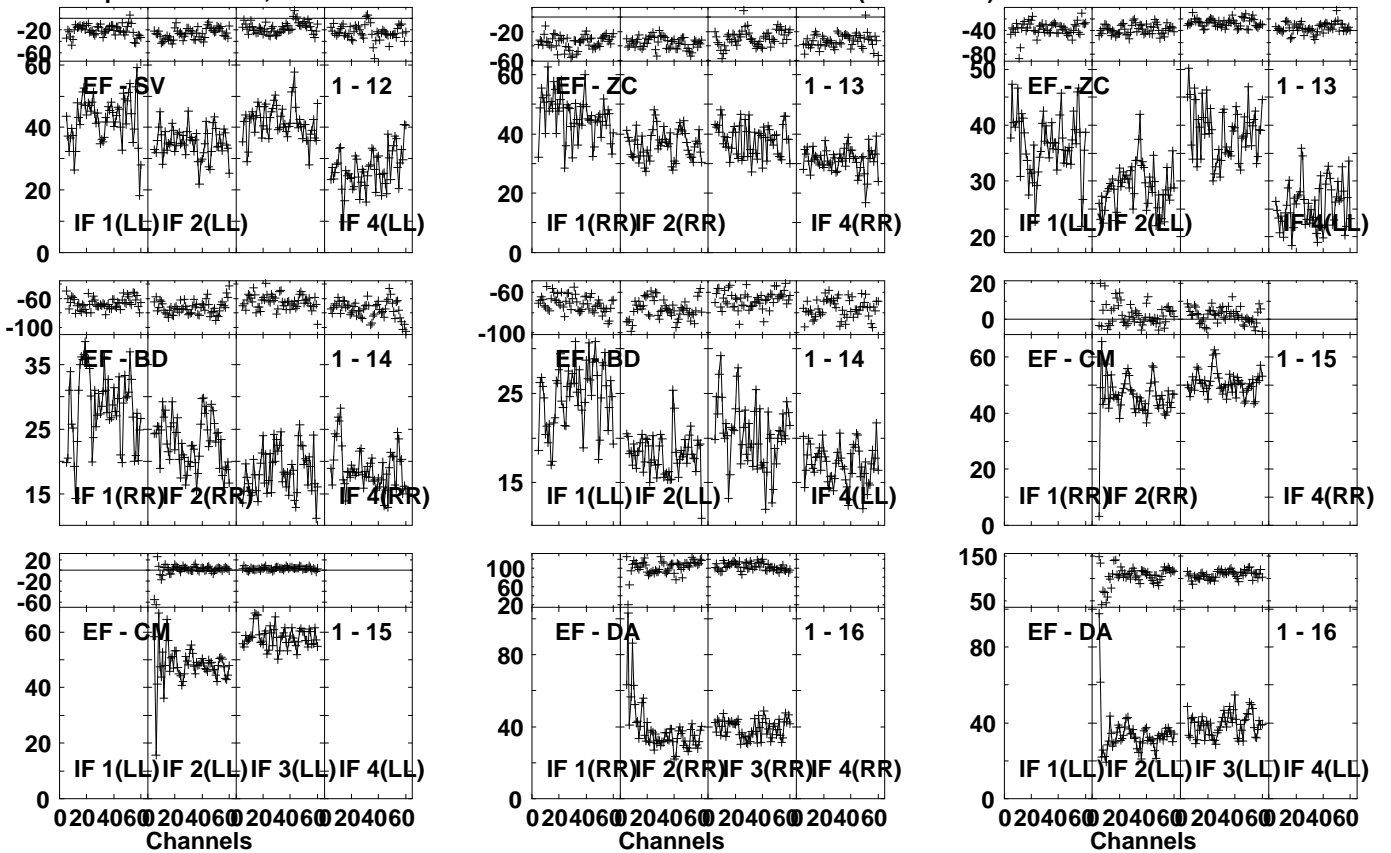 -20
-60
60
EF - SV
1 - 12
40
20
0
IF 1(LL)
IF 2(LL)
IF 4(LL)
-20
-60
60
EF - ZC
1 - 13
40
20
0
IF 1(RR)
IF 2(RR)
IF 4(RR)
-40
-80
50
EF - ZC
1 - 13
40
30
20
IF 1(LL)
IF 2(LL)
IF 4(LL)
-60
-100
35
EF - BD
1 - 14
25
15
IF 1(RR)
IF 2(RR)
IF 4(RR)
-60
-100
EF - BD
1 - 14
25
15
IF 1(LL)
IF 2(LL)
IF 4(LL)
20
0
60
EF - CM
1 - 15
40
20
0
IF 1(RR)
IF 2(RR)
IF 4(RR)
20
-20
-60
60
EF - CM
1 - 15
40
20
0
IF 1(LL)
IF 2(LL)
IF 3(LL)
IF 4(LL)
0 20 40 60 0 20 40 60 0 20 40 60 0 20 40 60
Channels
100
60
20
80
EF - DA
1 - 16
40
0
IF 1(RR)
IF 2(RR)
IF 3(RR)
IF 4(RR)
0 20 40 60 0 20 40 60 0 20 40 60 0 20 40 60
Channels
150
50
80
EF - DA
1 - 16
40
0
IF 1(LL)
IF 2(LL)
IF 3(LL)
IF 4(LL)
0 20 40 60 0 20 40 60 0 20 40 60 0 20 40 60
Channels